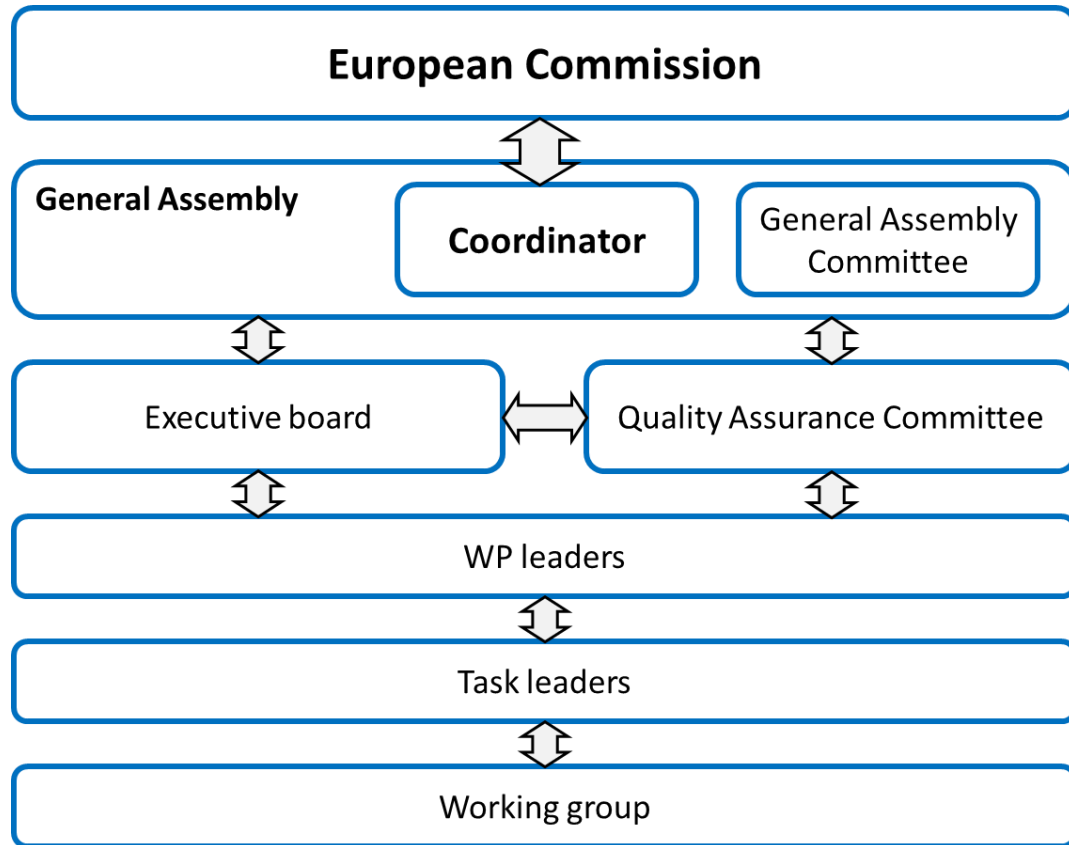 European Commission
General Assembly
Coordinator
General Assembly
Committee
Executive board
Quality Assurance Committee
WP leaders
Task leaders
Working group